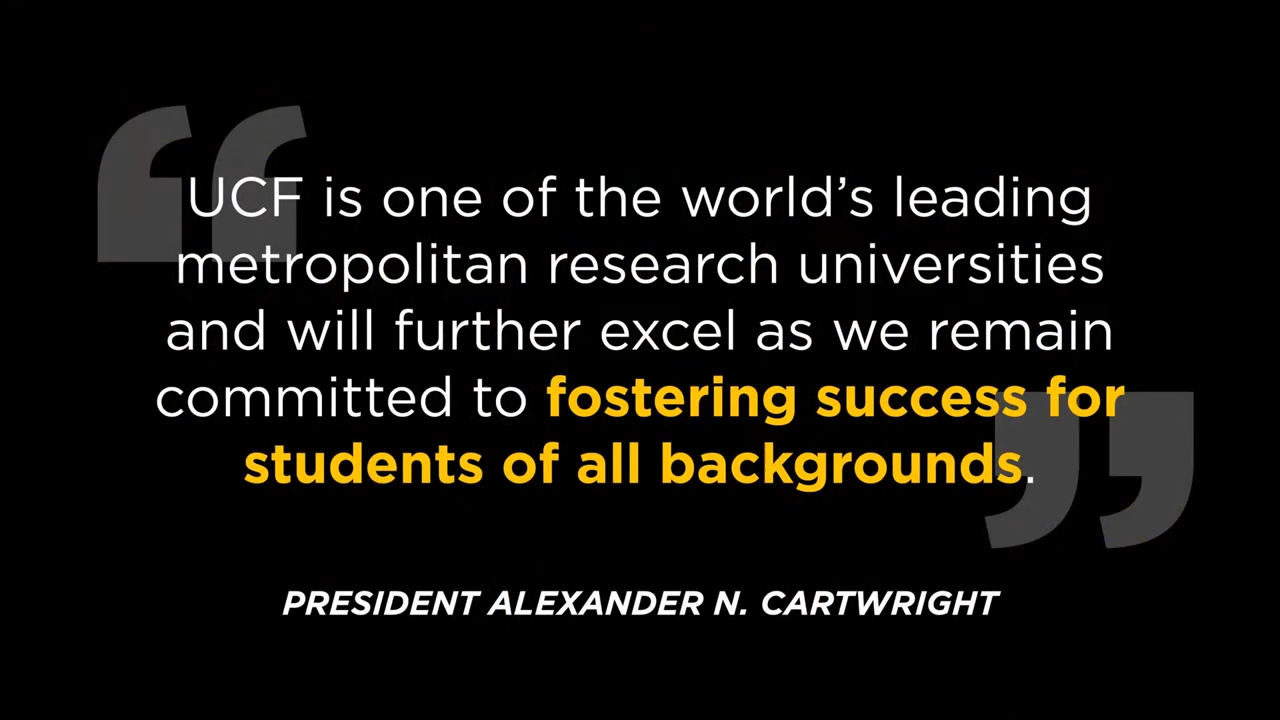 UCF is one of the world’s leading
metropolitan research universities
and will further excel as we remain
committed to fostering success for
students of all backgrounds.
PRESIDENT ALEXANDER N. CARTWRIGHT